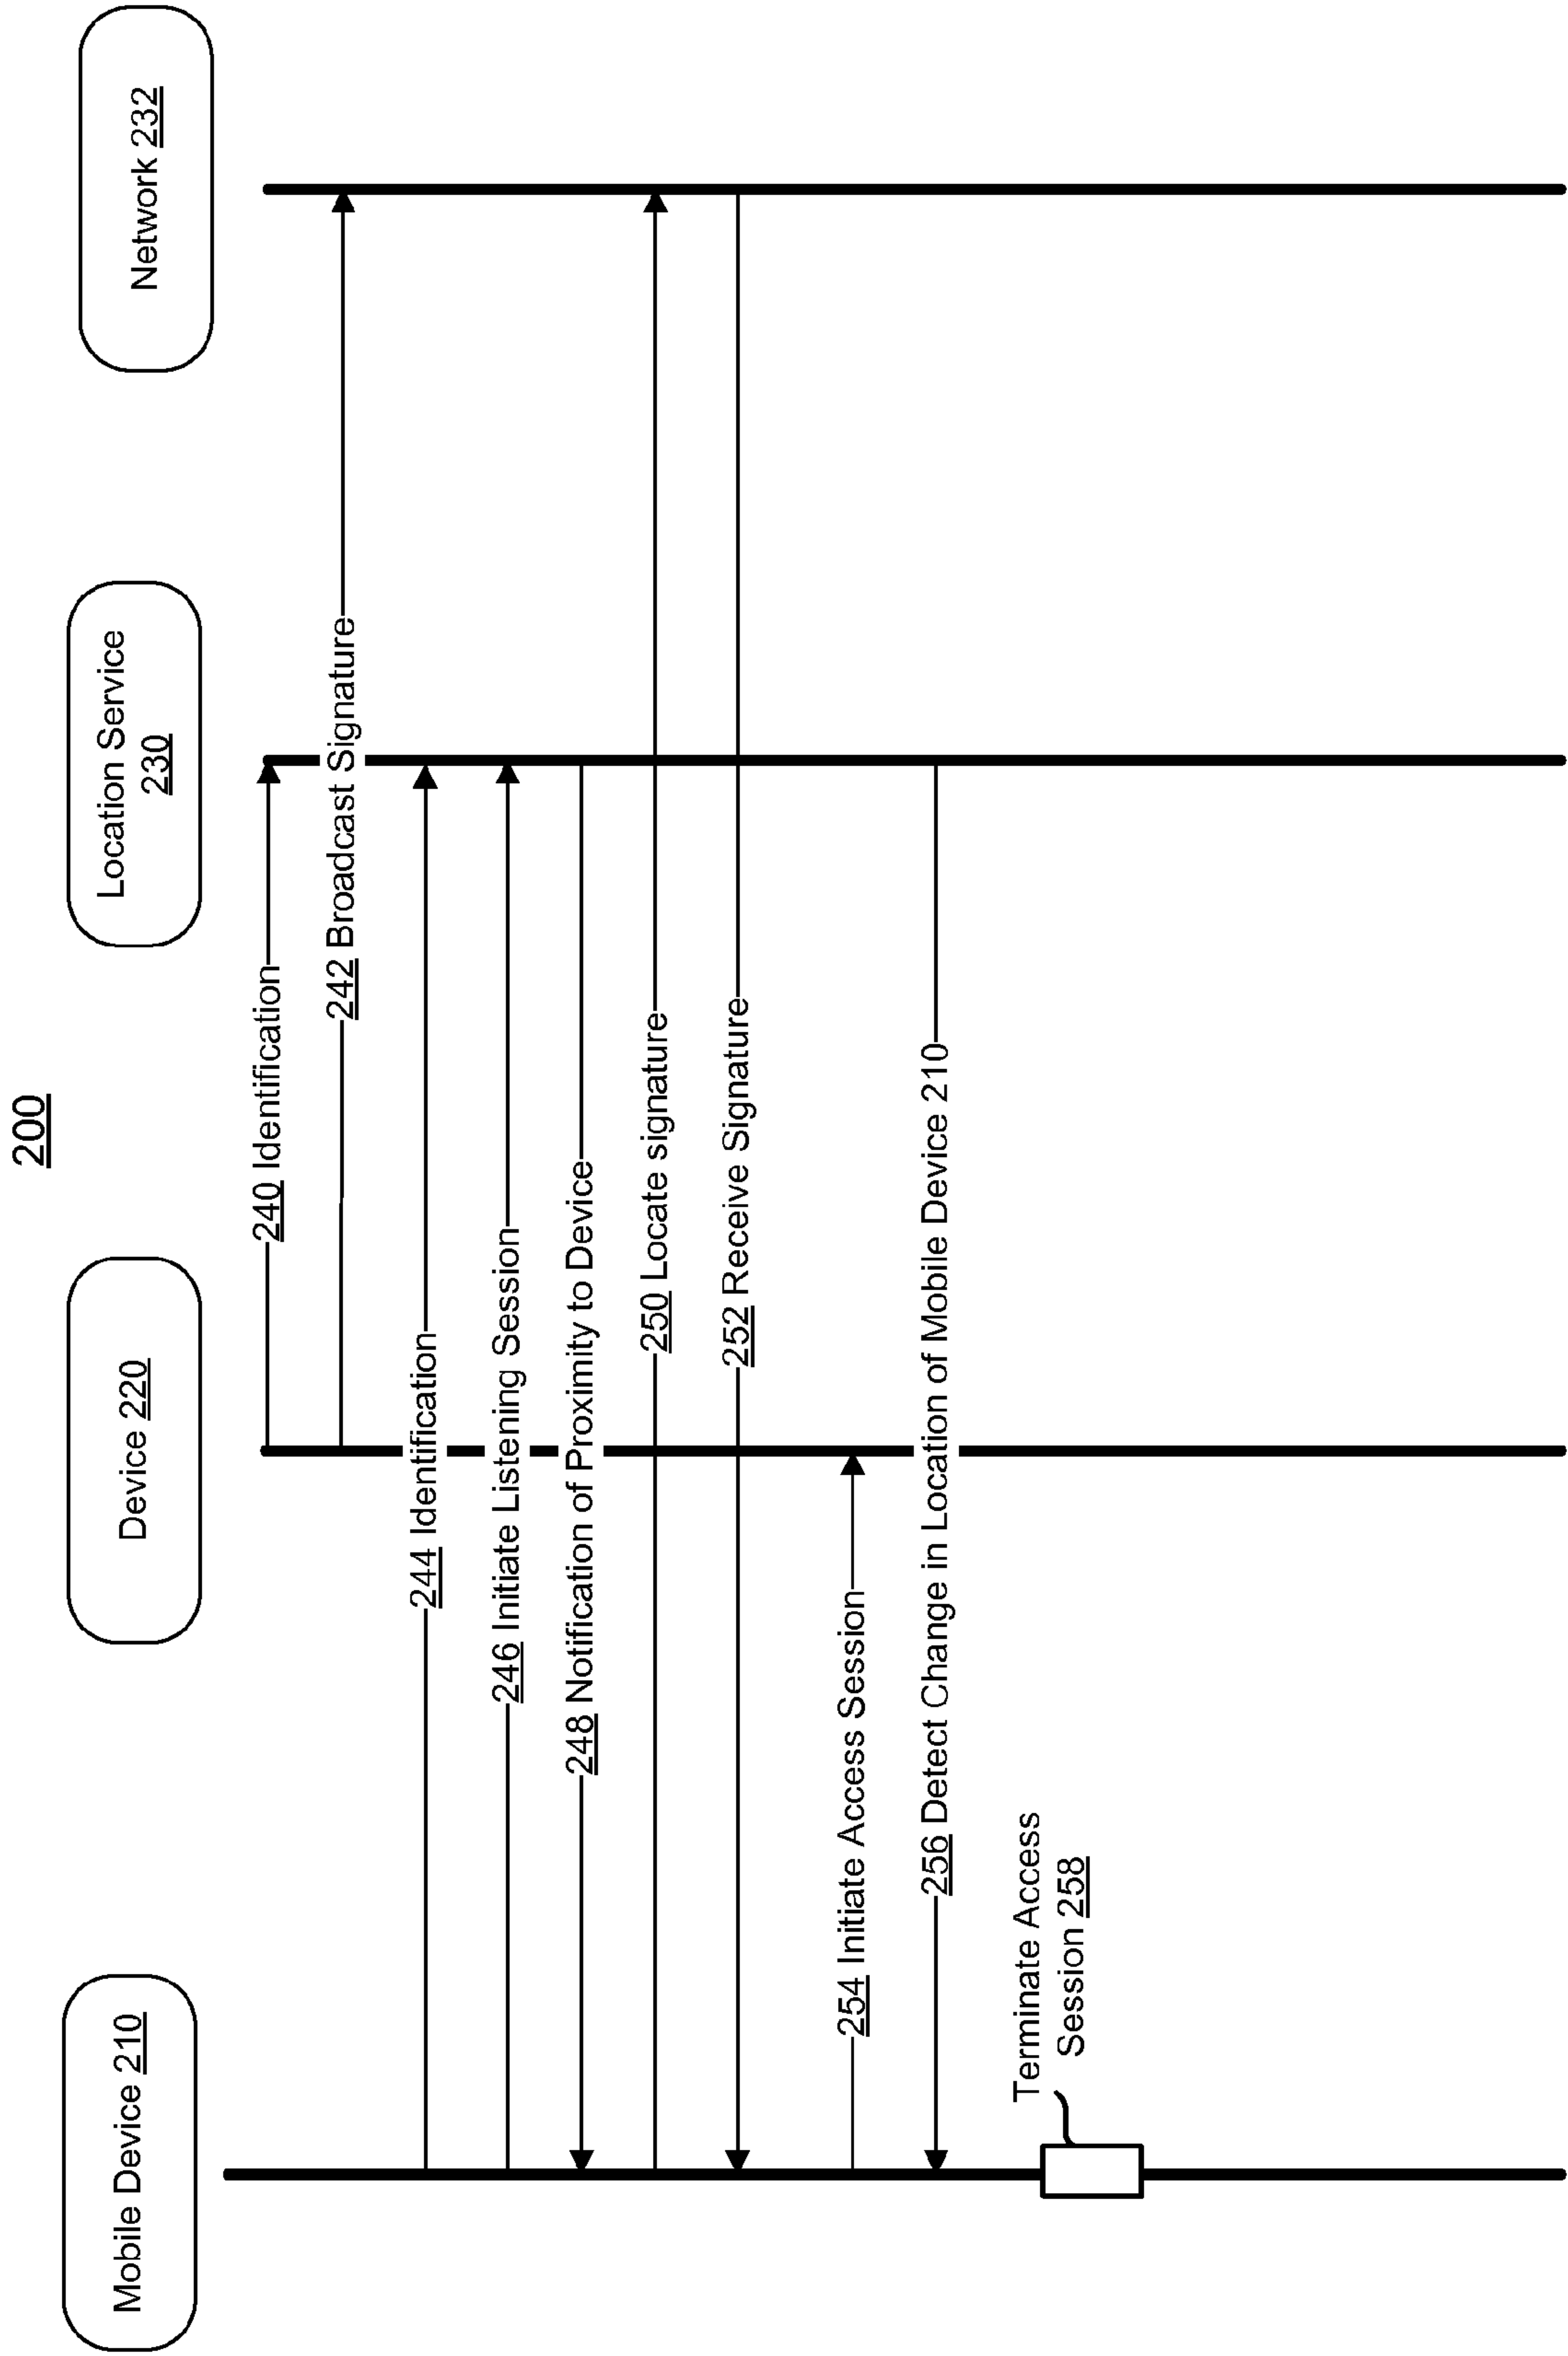 200
Mobile Device 210
Device 220
Location Service
230
Network 232
240 Identification
242 Broadcast Signature
244 Identification
246 Initiate Listening Session
248 Notification of Proximity to Device
250 Locate signature
252 Receive Signature
254 Initiate Access Session
256 Detect Change in Location of Mobile Device 210
Terminate Access
Session 258